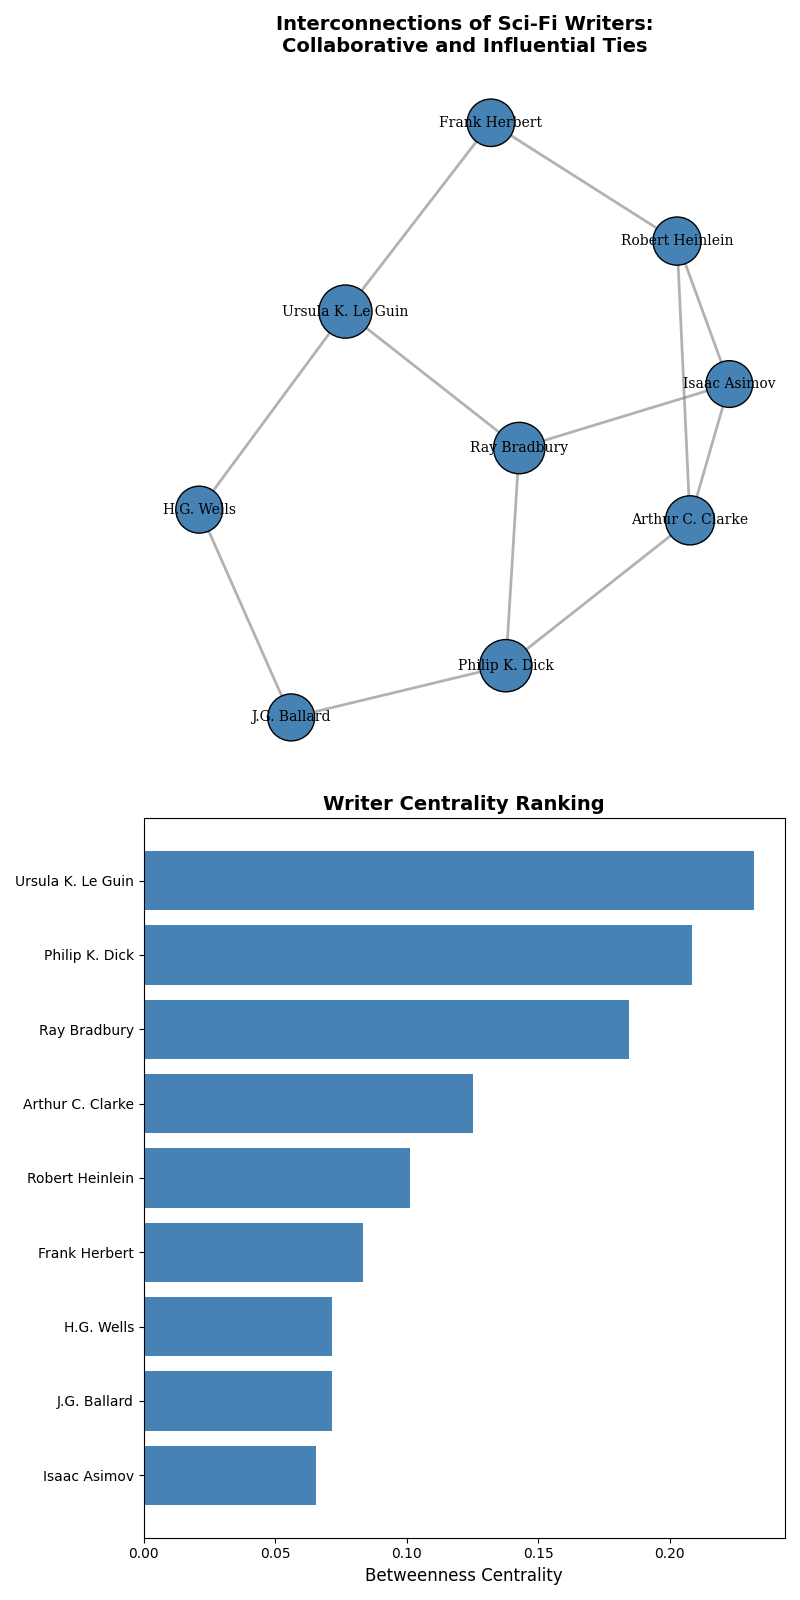 Interconnections of Sci-Fi Writers:
Collaborative and Influential Ties
Frank Herbert
Robert Heinlein
Ursula K. Le Guin
Isaac Asimov
Ray Bradbury
H.G. Wells
Arthur C. Clarke
Philip K. Dick
J.G. Ballard
Writer Centrality Ranking
Ursula K. Le Guin
Philip K. Dick
Ray Bradbury
Arthur C. Clarke
Robert Heinlein
Frank Herbert
H.G. Wells
J.G. Ballard
Isaac Asimov
0.00 0.05 0.10 0.15 0.20
Betweenness Centrality